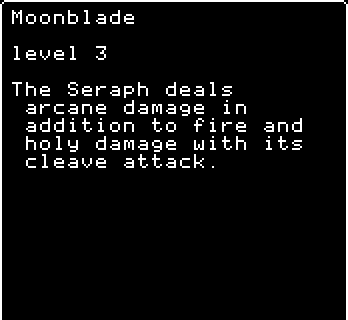 Moonblade
level 3
The Seraph deals
arcane damage in
addition to fire and
holy damage with its
cleave attack.